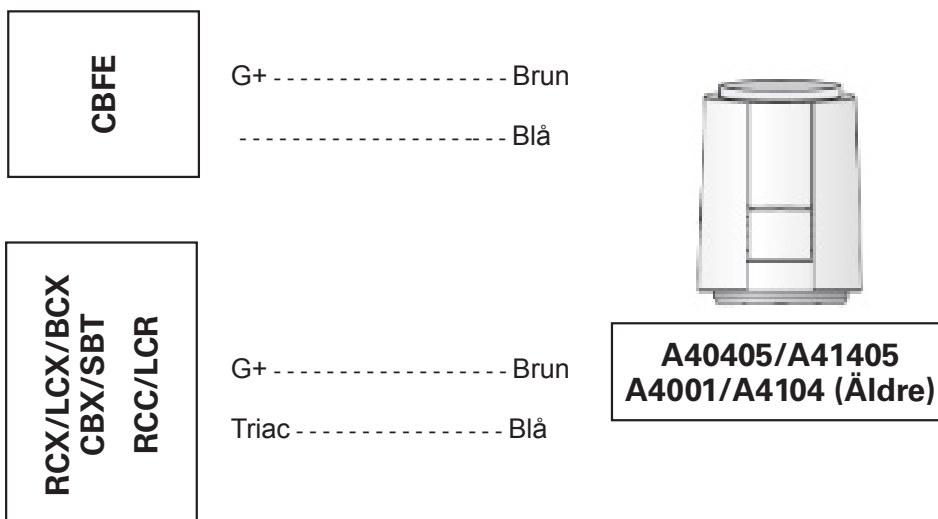 CBFE
G+ - - - - - - - - - - - - - - - - - - Brun
- - - - - - - - - - - - - - - - - - - - Blå
RCX/LCX/BCX
CBX/SBT
RCC/LCR
G+ - - - - - - - - - - - - - - - - - - Brun
Triac - - - - - - - - - - - - - - - - Blå
A40405/A41405
A4001/A4104 (Äldre)